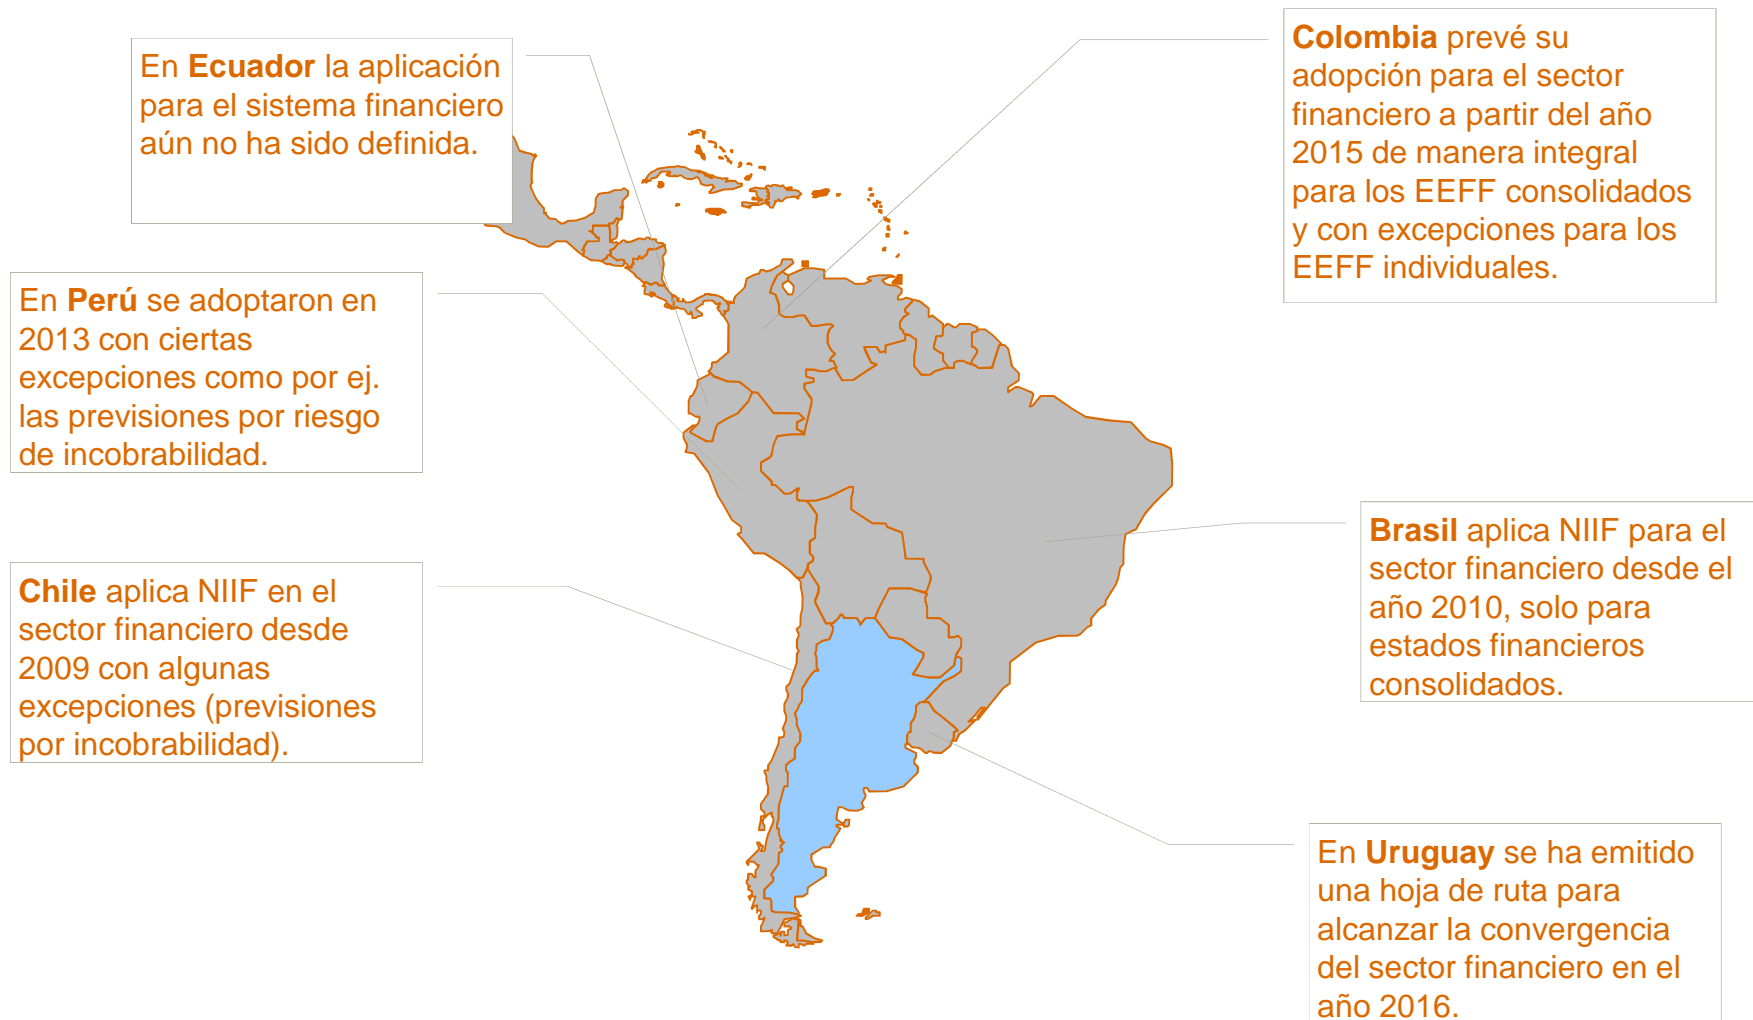 En Ecuador la aplicación
para el sistema financiero
aún no ha sido definida.
En Perú se adoptaron en
2013 con ciertas
excepciones como por ej.
las previsiones por riesgo
de incobrabilidad.
Chile aplica NIIF en el
sector financiero desde
2009 con algunas
excepciones (previsiones
por incobrabilidad).
Colombia prevé su
adopción para el sector
financiero a partir del año
2015 de manera integral
para los EEFF consolidados
y con excepciones para los
EEFF individuales.
Brasil aplica NIIF para el
sector financiero desde el
año 2010, solo para
estados financieros
consolidados.
En Uruguay se ha emitido
una hoja de ruta para
alcanzar la convergencia
del sector financiero en el
año 2016.